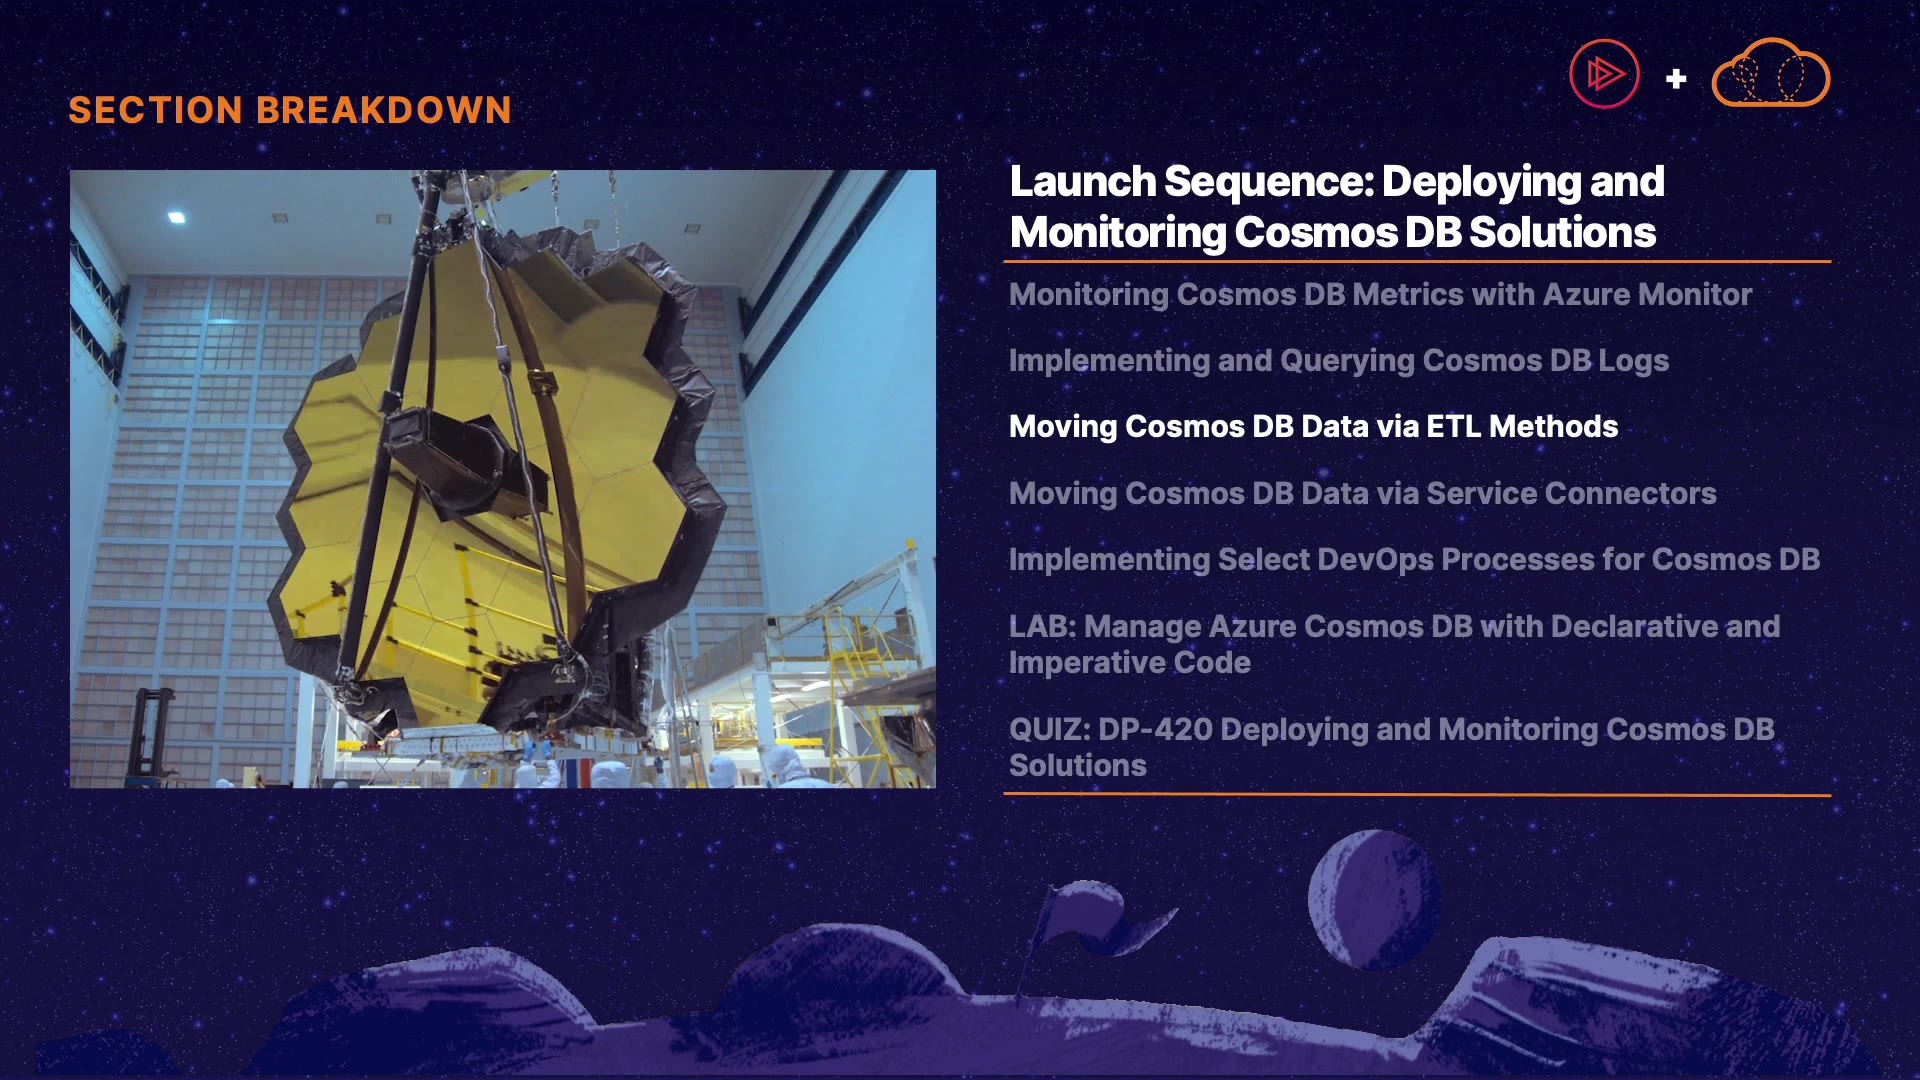 SECTION BREAKDOWN
+
Launch Sequence: Deploying and
Monitoring Cosmos DB Solutions
Monitoring Cosmos DB Metrics with Azure Monitor
Implementing and Querying Cosmos DB Logs
Moving Cosmos DB Data via ETL Methods
Moving Cosmos DB Data via Service Connectors
Implementing Select DevOps Processes for Cosmos DB
LAB: Manage Azure Cosmos DB with Declarative and
Imperative Code
QUIZ: DP-420 Deploying and Monitoring Cosmos DB
Solutions